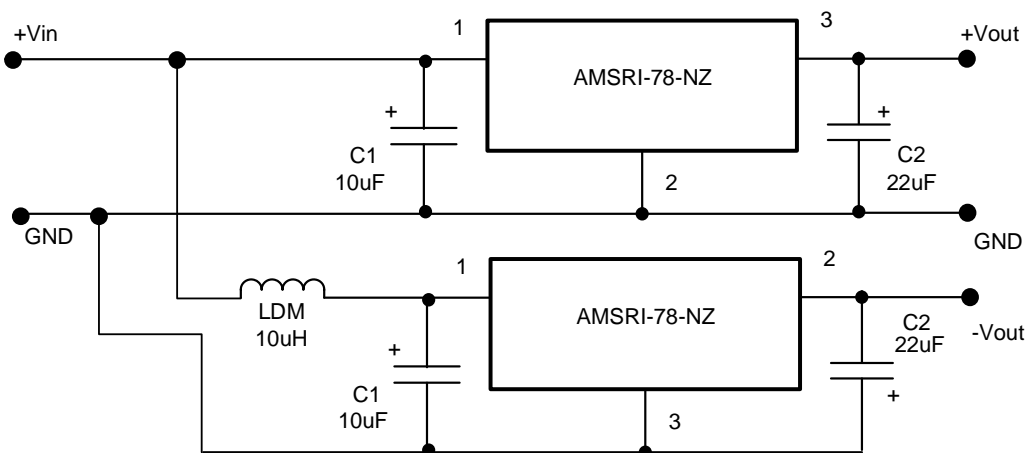 +Vin
1
AMSRI-78-NZ
3
+Vout
+
C1
10uF
2
+
C2
22uF
GND
GND
LDM
10uH
1
AMSRI-78-NZ
2
-Vout
+
C1
10uF
3
C2
22uF
+